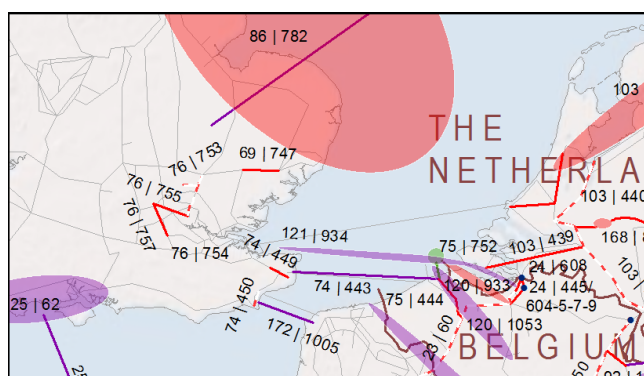 86 | 782
103
THE
NETHERLA
76 | 753
69 | 747
76 | 755
103 | 440
76 | 757
121 | 934
75 | 752
103 | 439
168 |
76 | 754
74 | 449
24 | 608
103 |
25 | 62
74 | 443
120 | 933
24 | 445
74 | 450
75 | 444
604-5-7-9
172 | 1005
23 | 60
120 | 1053
BELGIUM